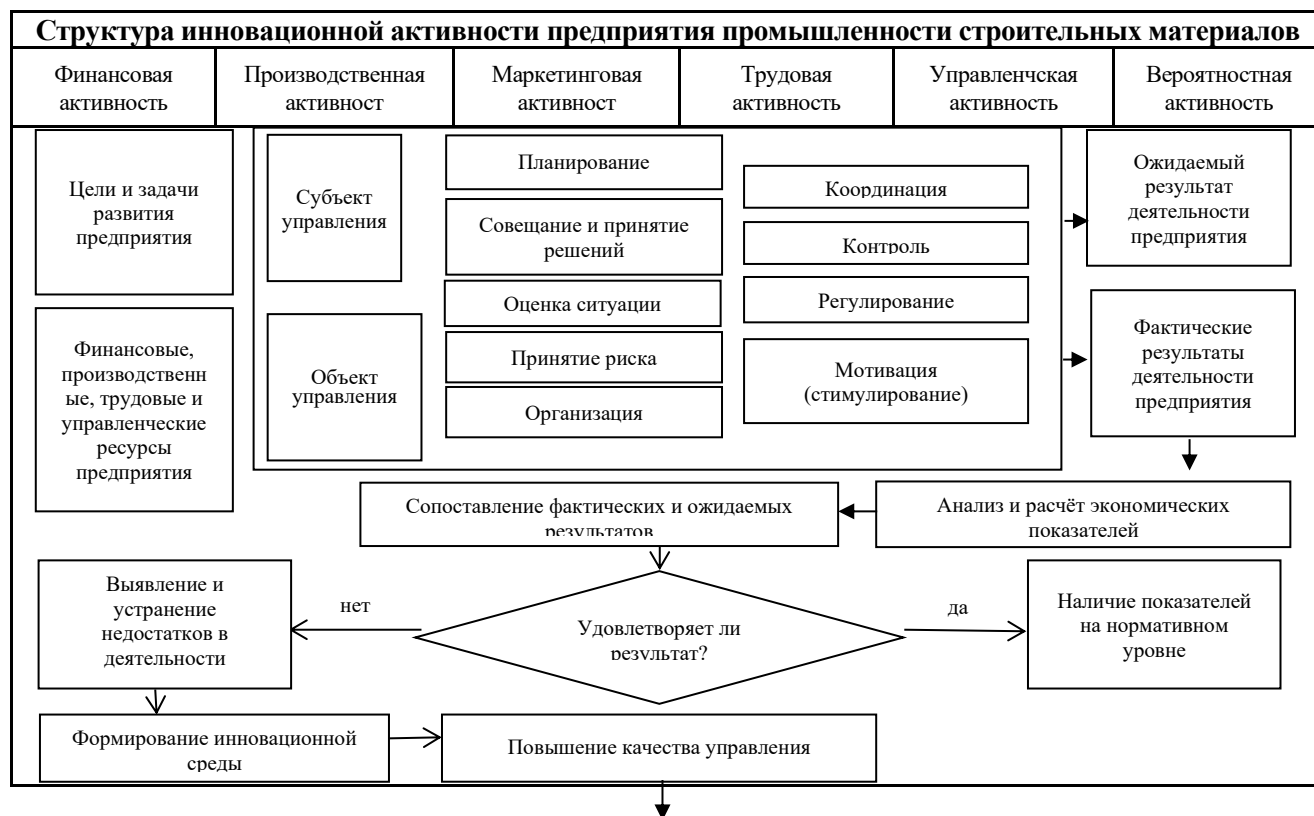 Структура инновационной активности предприятия промышленности строительных материалов
Финансовая
активность
Производственная
активност
Маркетинговая
активност
Трудовая
активность
Управленчская
активность
Вероятностная
активность
Цели и задачи
развития
предприятия
Субъект
управления
Планирование
Совещание и принятие
решений
Оценка ситуации
Принятие риска
Организация
Координация
Контроль
Регулирование
Мотивация
(стимулирование)
Ожидаемый
результат
деятельности
предприятия
Финансовые,
производственн
ые, трудовые и
управленческие
ресурсы
предприятия
Объект
управления
Фактические
результаты
деятельности
предприятия
Сопоставление фактических и ожидаемых
результатов
Анализ и расчёт экономических
показателей
Выявление и
устранение
недостатков в
деятельности
нет
Удовлетворяет ли
результат?
да
Наличие показателей
на нормативном
уровне
Формирование инновационной
среды
Повышение качества управления